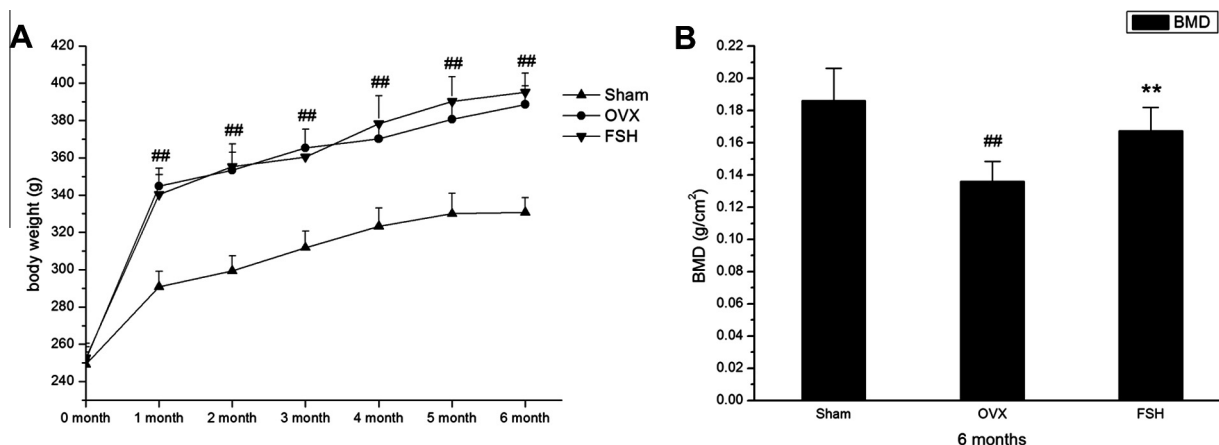 A
420
400
380
360
340
320
300
280
260
240
body weight (g)
## ## ## ## ## ##
Sham
OVX
FSH
0 month 1 month 2 month 3 month 4 month 5 month 6 month
B
BMD
0.22
0.20
0.18
0.16
0.14
0.12
0.10
0.08
0.06
0.04
0.02
0.00
BMD (g/cm²)
##
**
Sham OVX FSH
6 months